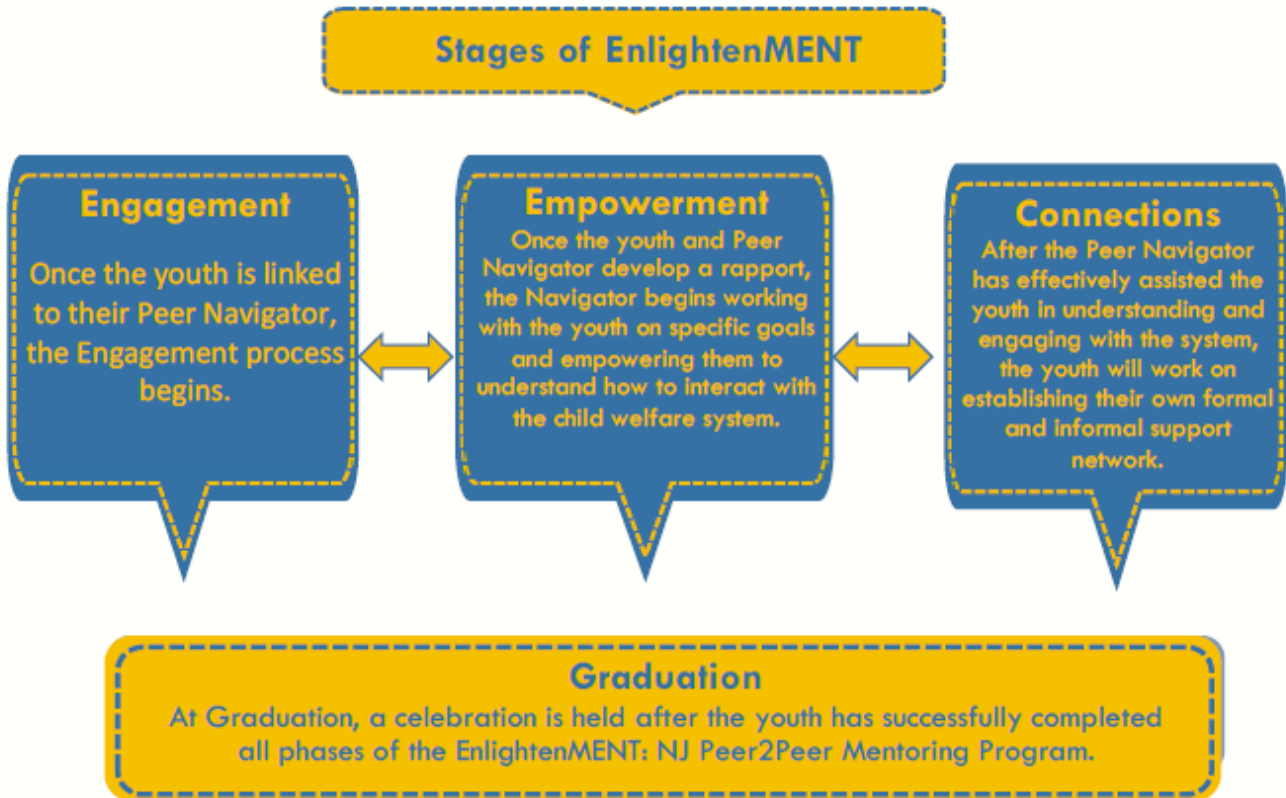 Stages of EnlightenMENT
Engagement
Once the youth is linked
to their Peer Navigator,
the Engagement process
begins.
Empowerment
Once the youth and Peer
Navigator develop a rapport,
the Navigator begins working
with the youth on specific goals
and empowering them to
understand how to interact with
the child welfare system.
Connections
After the Peer Navigator
has effectively assisted the
youth in understanding and
engaging with the system,
the youth will work on
establishing their own formal
and informal support
network.
Graduation
At Graduation, a celebration is held after the youth has successfully completed
all phases of the EnlightenMENT: NJ Peer2Peer Mentoring Program.